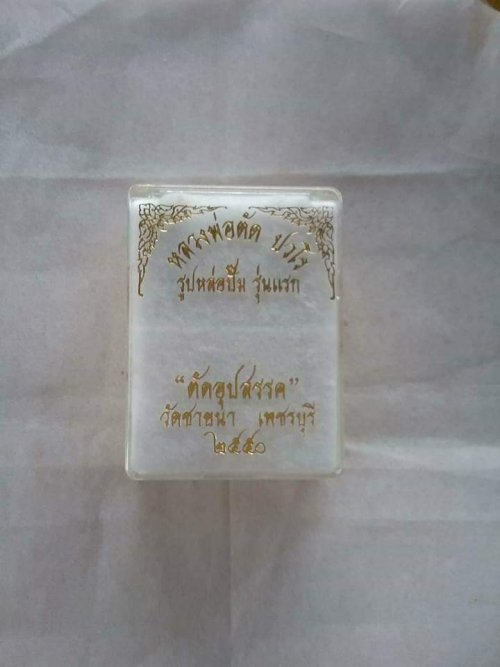 หลวงพ่อตัด ปวโร
รูปหล่อปั๊ม รุ่นแรก
“ตัดอุปสรรค”
วัดชายนา เพชรบุรี
๒๕๕๐